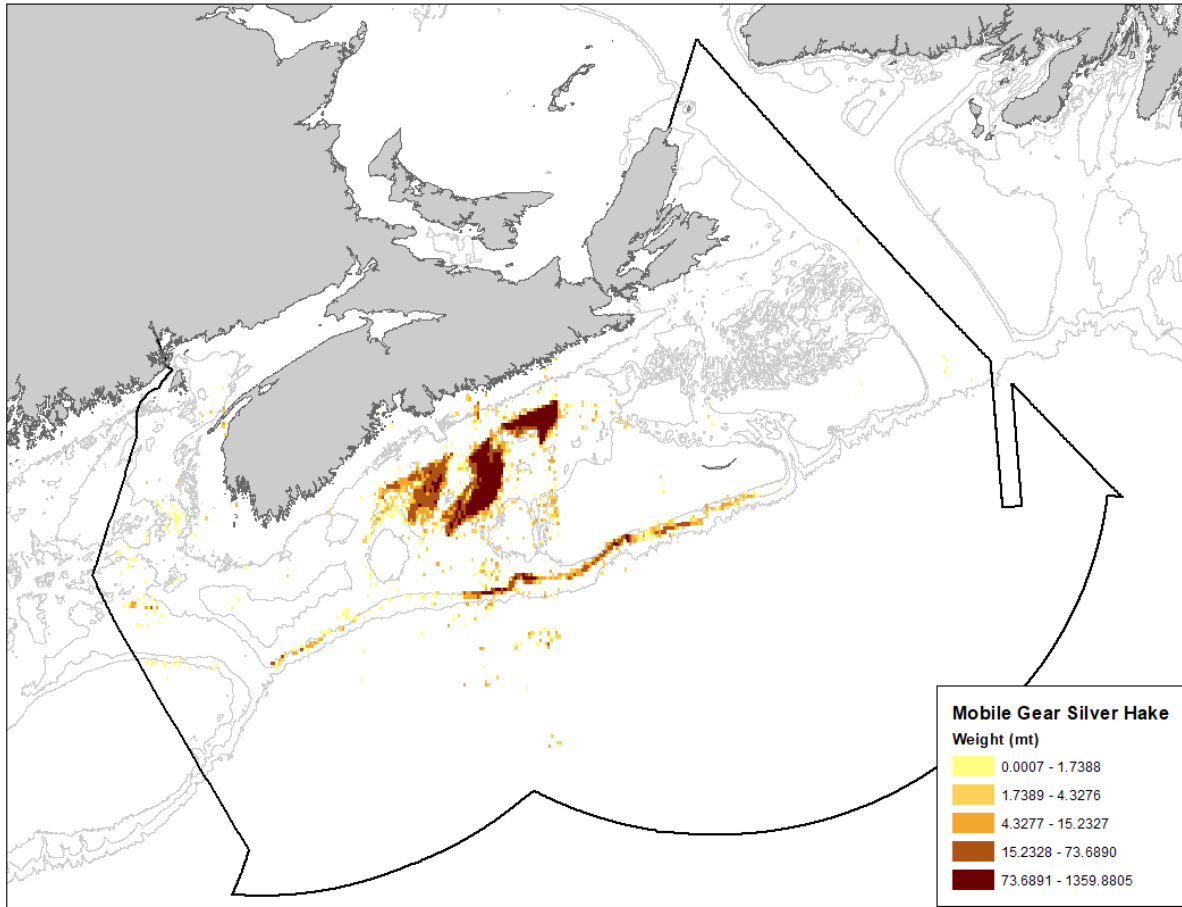 Mobile Gear Silver Hake
Weight (mt)
0.0007 - 1.7388
1.7389 - 4.3276
4.3277 - 15.2327
15.2328 - 73.6890
73.6891 - 1359.8805